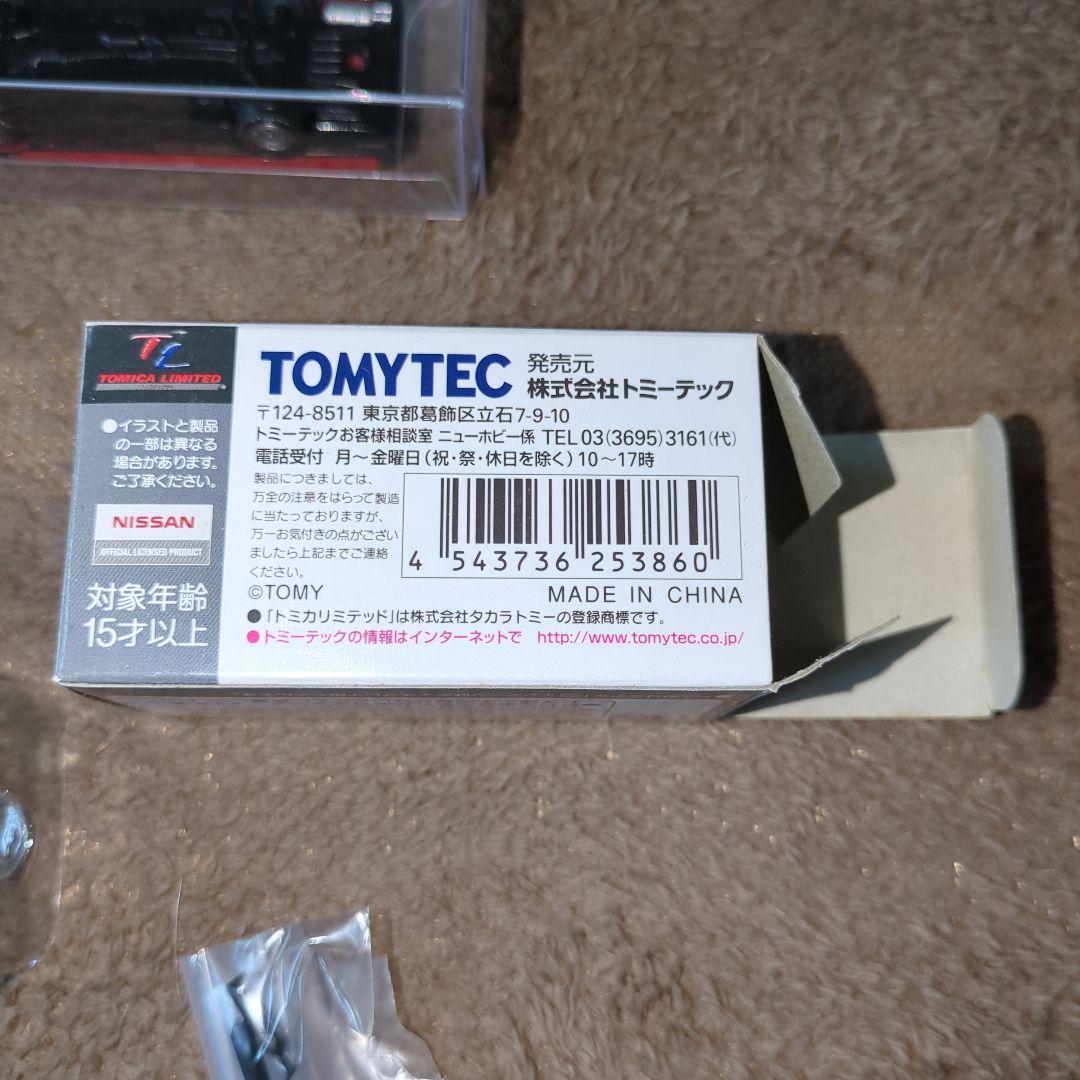 TL
TOMICA LIMITED
●イラストと製品
の一部は異なる
場合があります。
ご了承ください。
NISSAN
OFFICIAL LICENSED PRODUCT
対象年齢
15才以上
TOMYTEC
発売元
株式会社トミーテック
〒124-8511 東京都葛飾区立石7-9-10
トミーテックお客様相談室 ニューホビー係 TEL 03(3695)3161(代)
電話受付 月～金曜日(祝・祭・休日を除く)10～17時
製品につきましては、
万全の注意をはらって製造
に当たっておりますが、
万一お気付きの点がござい
ましたら上記までご連絡
ください。
4 543736 253860
©TOMY
MADE IN CHINA
●「トミカリミテッド」は株式会社タカラトミーの登録商標です。
●トミーテックの情報はインターネットで http://www.tomytec.co.jp/